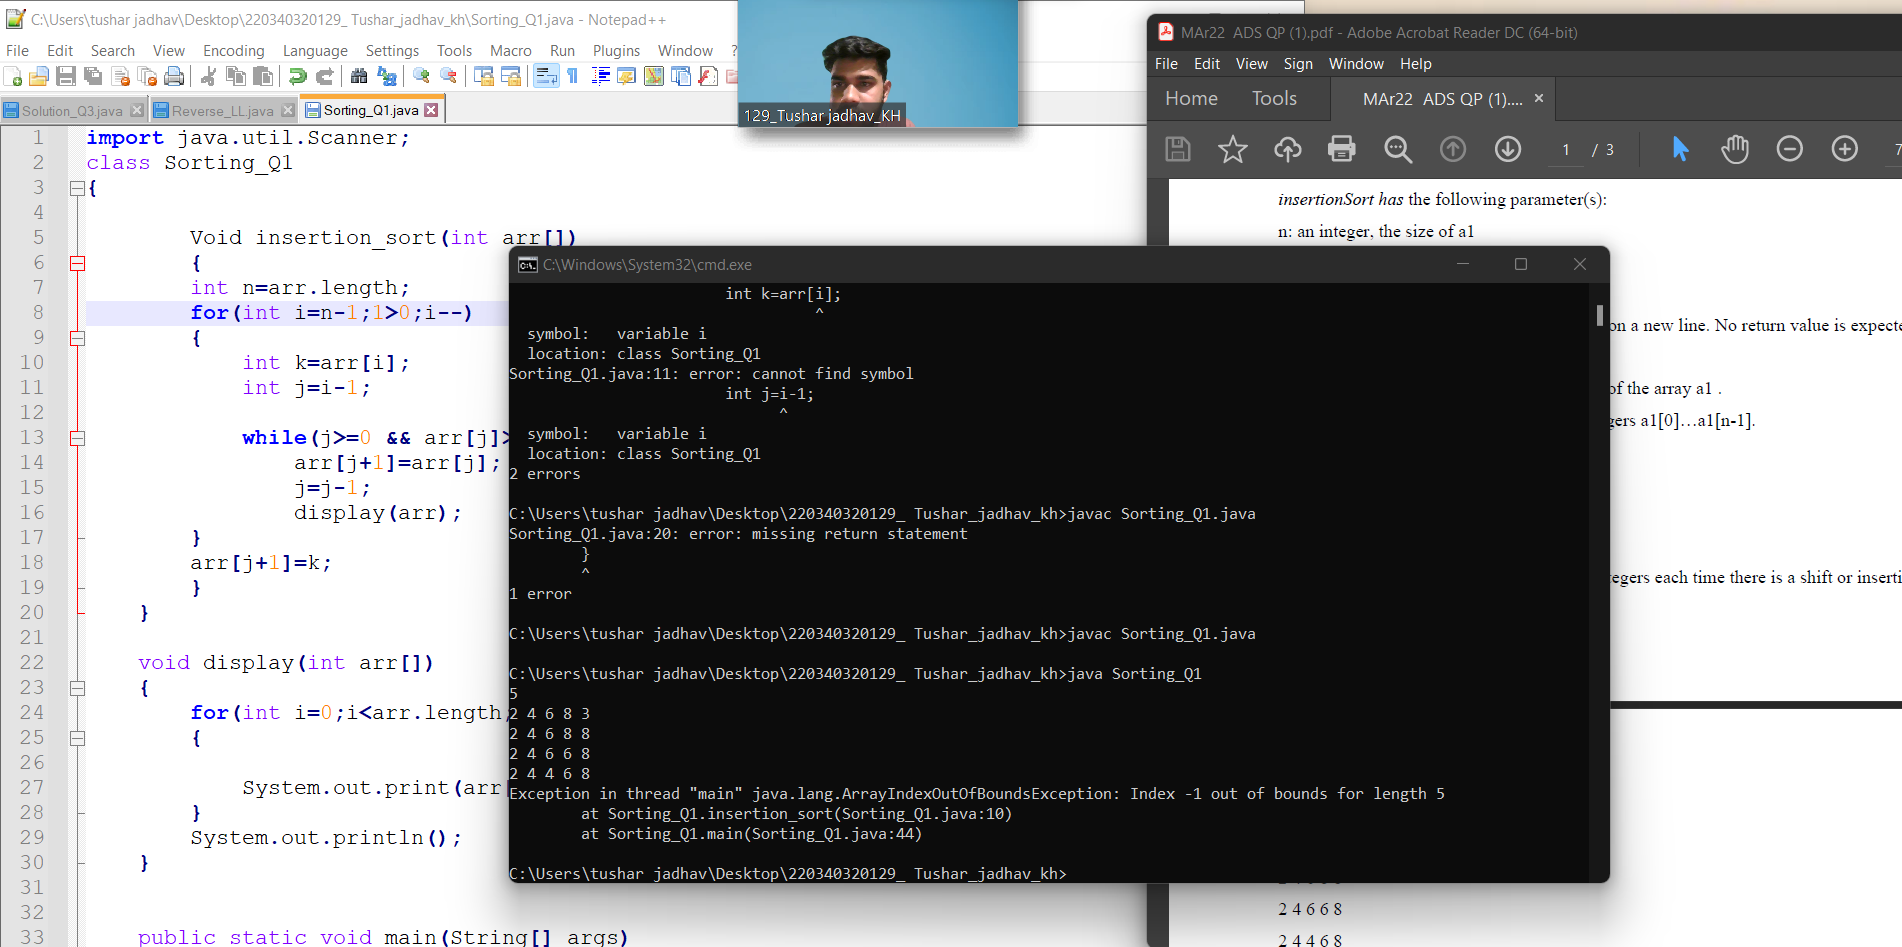 C:\Users\tushar jadhav\Desktop\220340320129_ Tushar_jadhav_kh\Sorting_Q1.java - Notepad++
File Edit Search View Encoding Language Settings Tools Macro Run Plugins Window ?
Solution_Q3.java Reverse_LL.java Sorting_Q1.java
1 import java.util.Scanner;
2 class Sorting_Q1
3 {
4
5 Void insertion_sort(int arr[])
6 {
7 int n=arr.length;
8 for(int i=n-1;1>0;i--)
9 {
10 int k=arr[i];
11 int j=i-1;
12
13 while(j>=0 && arr[j]>
14 arr[j+1]=arr[j];
15 j=j-1;
16 display(arr);
17 }
18 arr[j+1]=k;
19 }
20 }
21
22 void display(int arr[])
23 {
24 for(int i=0;i<arr.length;
25 {
26
27 System.out.print(arr
28 }
29 System.out.println();
30 }
31
32
33 public static void main(String[] args)
129_Tushar jadhav_KH
C:\Windows\System32\cmd.exe
int k=arr[i];
^
symbol: variable i
location: class Sorting_Q1
Sorting_Q1.java:11: error: cannot find symbol
int j=i-1;
^
symbol: variable i
location: class Sorting_Q1
2 errors
C:\Users\tushar jadhav\Desktop\220340320129_ Tushar_jadhav_kh>javac Sorting_Q1.java
Sorting_Q1.java:20: error: missing return statement
}
^
1 error
C:\Users\tushar jadhav\Desktop\220340320129_ Tushar_jadhav_kh>javac Sorting_Q1.java
C:\Users\tushar jadhav\Desktop\220340320129_ Tushar_jadhav_kh>java Sorting_Q1
5
2 4 6 8 3
2 4 6 8 8
2 4 6 6 8
2 4 4 6 8
Exception in thread "main" java.lang.ArrayIndexOutOfBoundsException: Index -1 out of bounds for length 5
at Sorting_Q1.insertion_sort(Sorting_Q1.java:10)
at Sorting_Q1.main(Sorting_Q1.java:44)
C:\Users\tushar jadhav\Desktop\220340320129_ Tushar_jadhav_kh>
MAr22 ADS QP (1).pdf - Adobe Acrobat Reader DC (64-bit)
File Edit View Sign Window Help
Home Tools MAr22 ADS QP (1)....
1 / 3
insertionSort has the following parameter(s):
n: an integer, the size of a1
on a new line. No return value is
of the array a1 .
a1[0]…a1[n-1].
each time there is a shift or
2 4 6 6 8
2 4 4 6 8